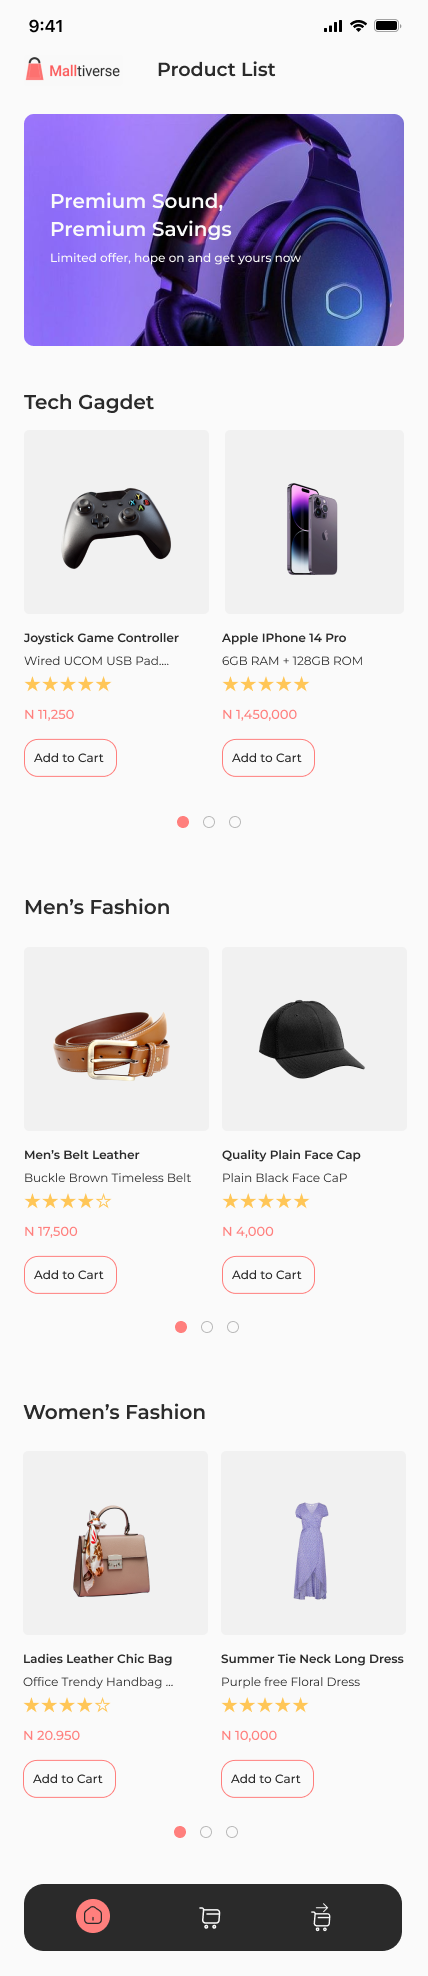 9:41
Malltiverse
Product List
Premium Sound,
Premium Savings
Limited offer, hope on and get yours now
Tech Gagdet
Joystick Game Controller
Apple IPhone 14 Pro
Wired UCOM USB Pad....
6GB RAM + 128GB ROM
N 11,250
N 1,450,000
Add to Cart
Add to Cart
Men’s Fashion
Men’s Belt Leather
Quality Plain Face Cap
Buckle Brown Timeless Belt
Plain Black Face CaP
N 17,500
N 4,000
Add to Cart
Add to Cart
Women’s Fashion
Ladies Leather Chic Bag
Summer Tie Neck Long Dress
Office Trendy Handbag ...
Purple free Floral Dress
N 20.950
N 10,000
Add to Cart
Add to Cart